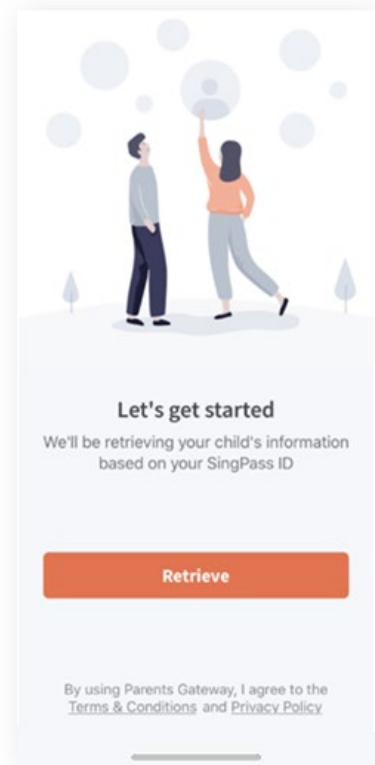 Let's get started
We'll be retrieving your child's information
based on your SingPass ID
Retrieve
By using Parents Gateway, I agree to the
Terms & Conditions and Privacy Policy